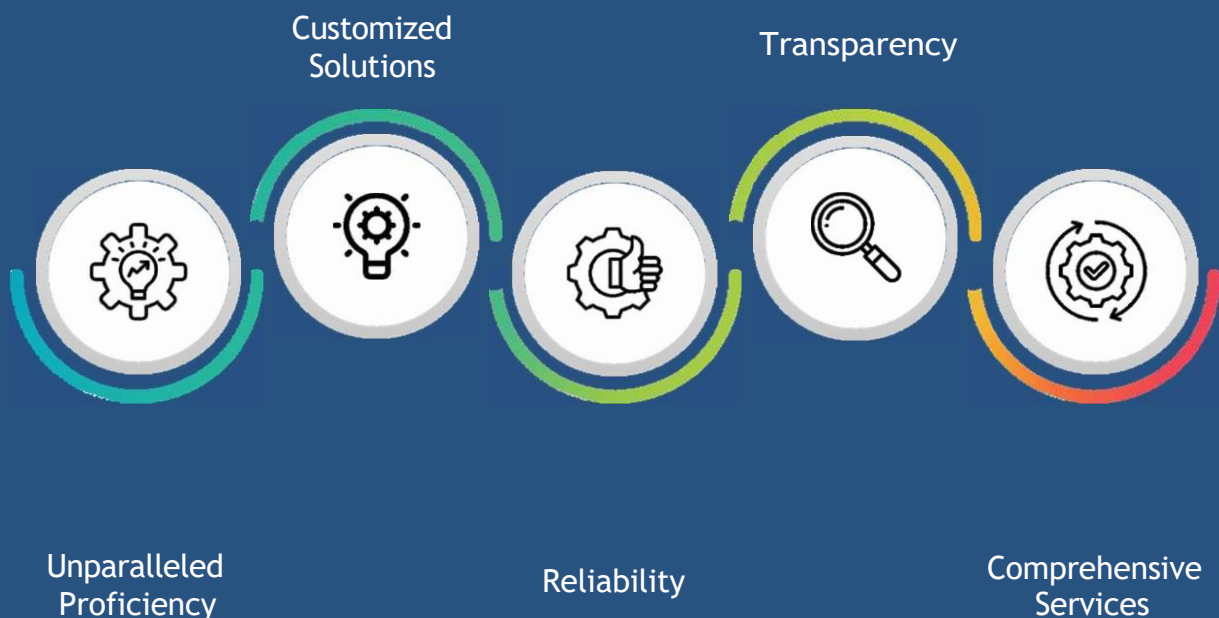 Customized
Solutions
Transparency
Unparalleled
Proficiency
Reliability
Comprehensive
Services